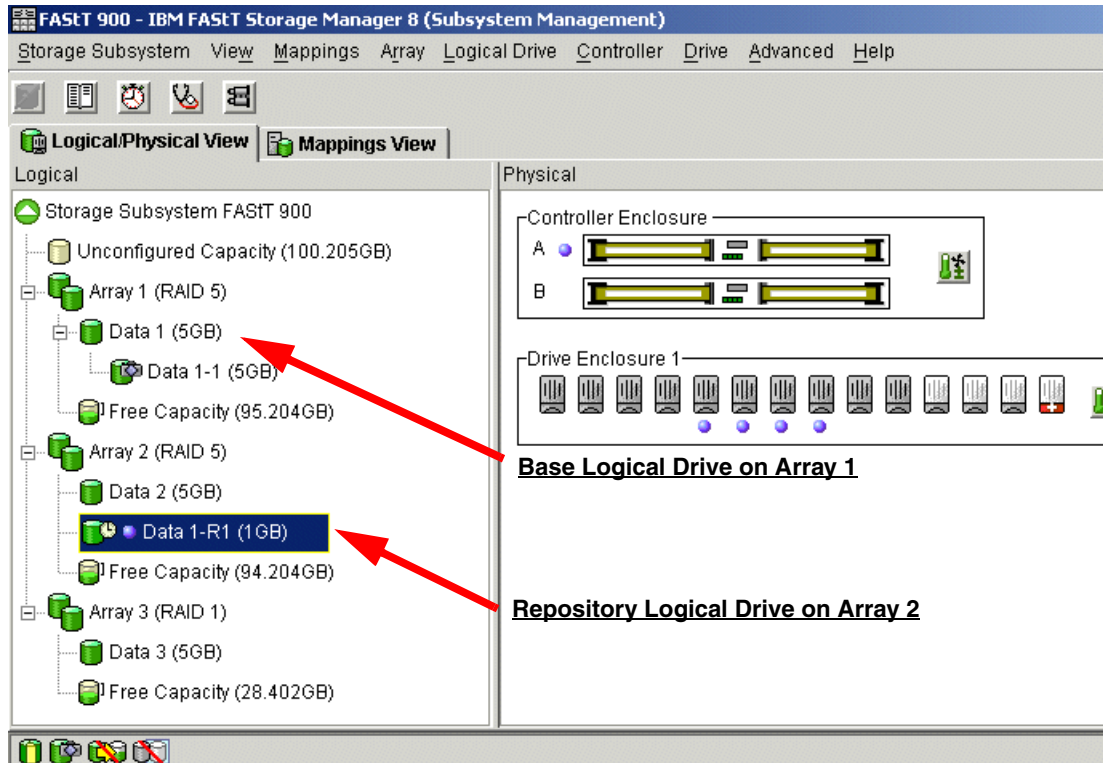 FAStT 900 - IBM FAStT Storage Manager 8 (Subsystem Management)
Storage Subsystem View Mappings Array Logical Drive Controller Drive Advanced Help
Logical/Physical View Mappings View
Logical
Storage Subsystem FAStT 900
Unconfigured Capacity (100.205GB)
Array 1 (RAID 5)
Data 1 (5GB)
Data 1-1 (5GB)
Free Capacity (95.204GB)
Array 2 (RAID 5)
Data 2 (5GB)
Data 1-R1 (1GB)
Free Capacity (94.204GB)
Array 3 (RAID 1)
Data 3 (5GB)
Free Capacity (28.402GB)
Physical
Controller Enclosure
A
B
Drive Enclosure 1
Base Logical Drive on Array 1
Repository Logical Drive on Array 2